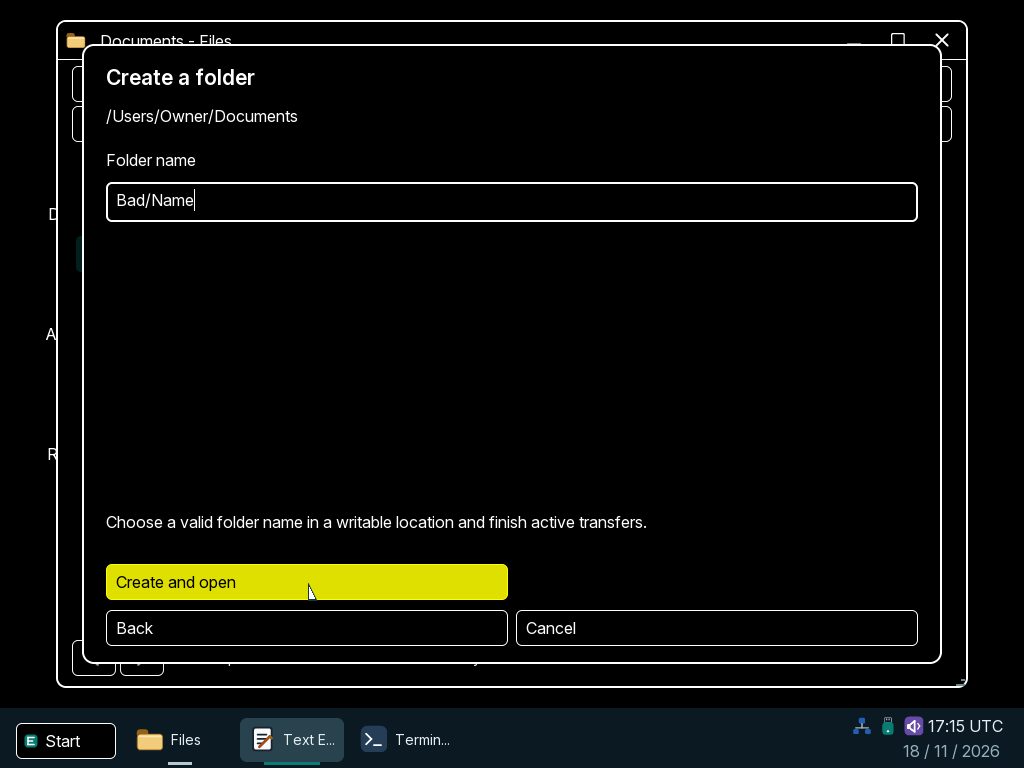 Documents - Files
Create a folder
/Users/Owner/Documents
Folder name
Bad/Name
D
A
R
Choose a valid folder name in a writable location and finish active transfers.
Create and open
Back
Cancel
Start
Files
Text E...
Termin...
17:15 UTC
18 / 11 / 2026